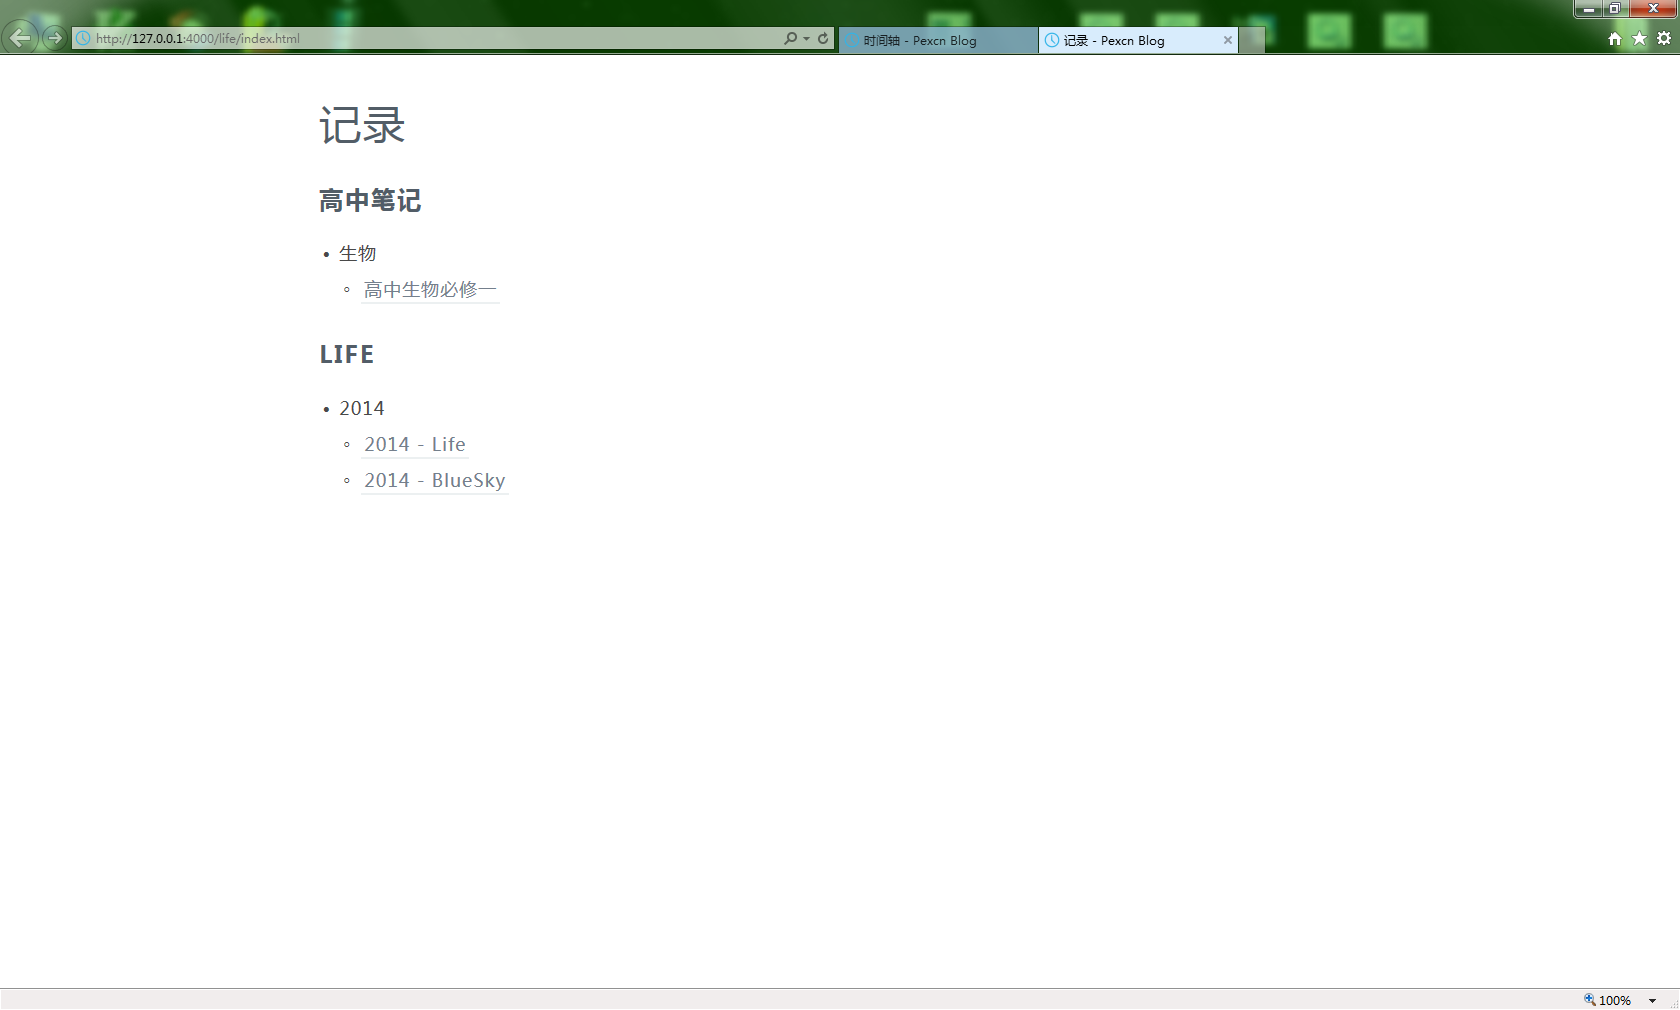 http://127.0.0.1:4000/life/index.html
时间轴 - Pexcn Blog
记录 - Pexcn Blog
记录
高中笔记
• 生物
◦ 高中生物必修一
LIFE
• 2014
◦ 2014 - Life
◦ 2014 - BlueSky
100%